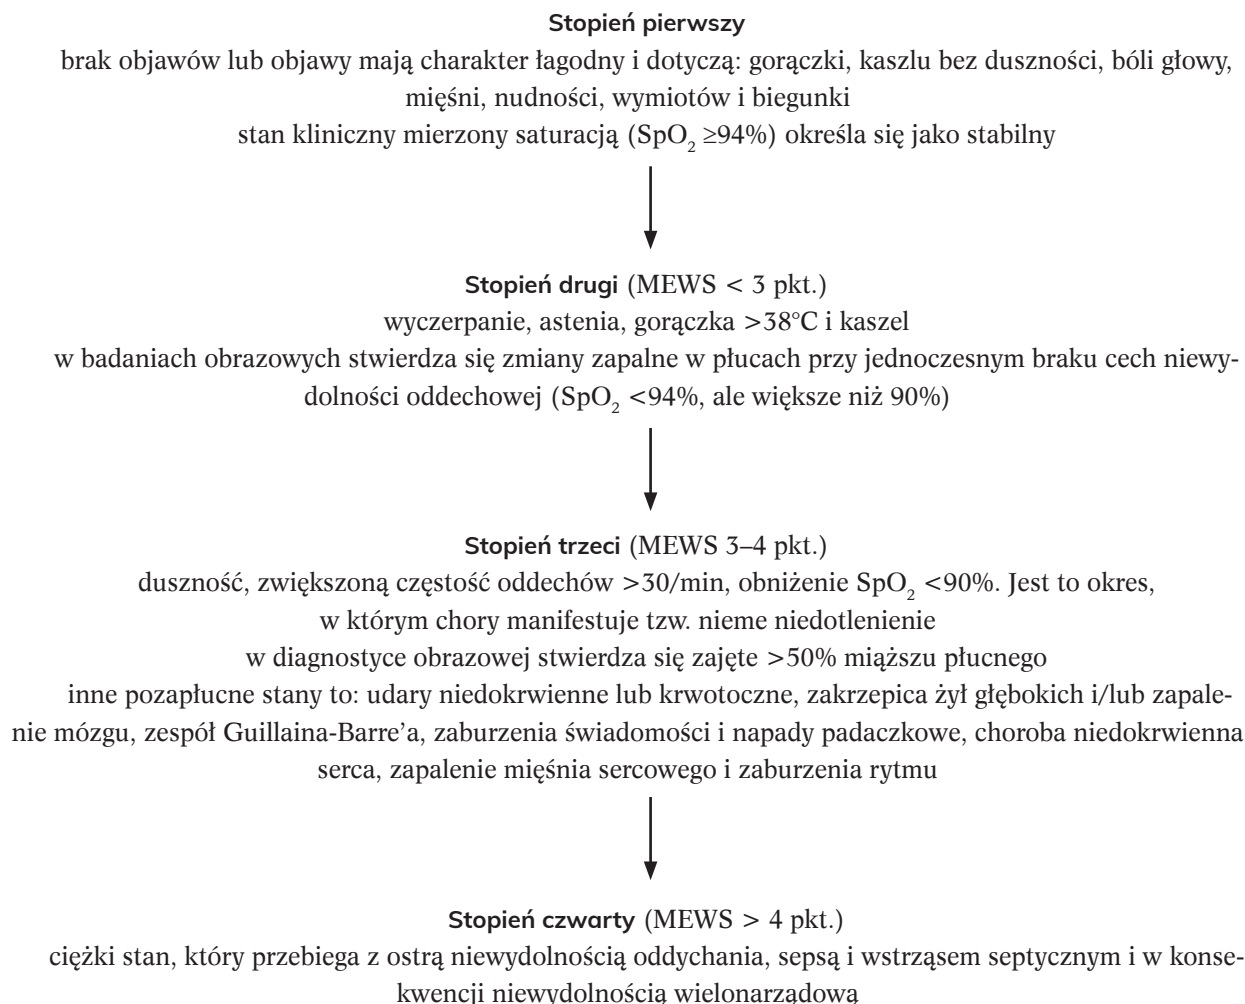 Stopień pierwszy
brak objawów lub objawy mają charakter łagodny i dotyczą: gorączki, kaszlu bez duszności, bóli głowy,
mięśni, nudności, wymiotów i biegunki
stan kliniczny mierzony saturacją (SpO₂ ≥94%) określa się jako stabilny
Stopień drugi (MEWS < 3 pkt.)
wyczerpanie, astenia, gorączka >38°C i kaszel
w badaniach obrazowych stwierdza się zmiany zapalne w płucach przy jednoczesnym braku cech niewy-
dolności oddechowej (SpO₂ <94%, ale większe niż 90%)
Stopień trzeci (MEWS 3–4 pkt.)
duszność, zwiększoną częstość oddechów >30/min, obniżenie SpO₂ <90%. Jest to okres,
w którym chory manifestuje tzw. nieme niedotlenienie
w diagnostyce obrazowej stwierdza się zajęte >50% miąższu płucnego
inne pozapłucne stany to: udary niedokrwienne lub krwotoczne, zakrzepica żył głębokich i/lub zapale-
nie mózgu, zespół Guillaina-Barre’a, zaburzenia świadomości i napady padaczkowe, choroba niedokrwienna
serca, zapalenie mięśnia sercowego i zaburzenia rytmu
Stopień czwarty (MEWS > 4 pkt.)
ciężki stan, który przebiega z ostrą niewydolnością oddychania, sepsą i wstrząsem septycznym i w konse-
kwencji niewydolnością wielonarządową